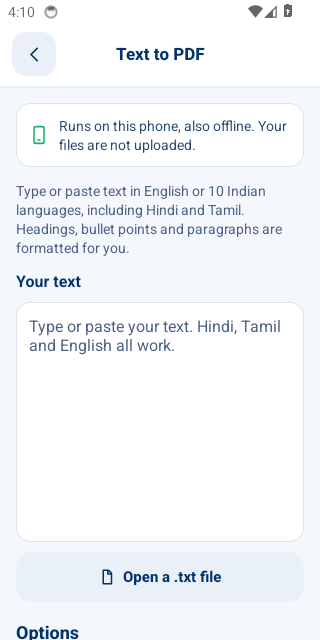 4:10
Text to PDF
Runs on this phone, also offline. Your
files are not uploaded.
Type or paste text in English or 10 Indian
languages, including Hindi and Tamil.
Headings, bullet points and paragraphs are
formatted for you.
Your text
Type or paste your text. Hindi, Tamil
and English all work.
Open a .txt file
Options